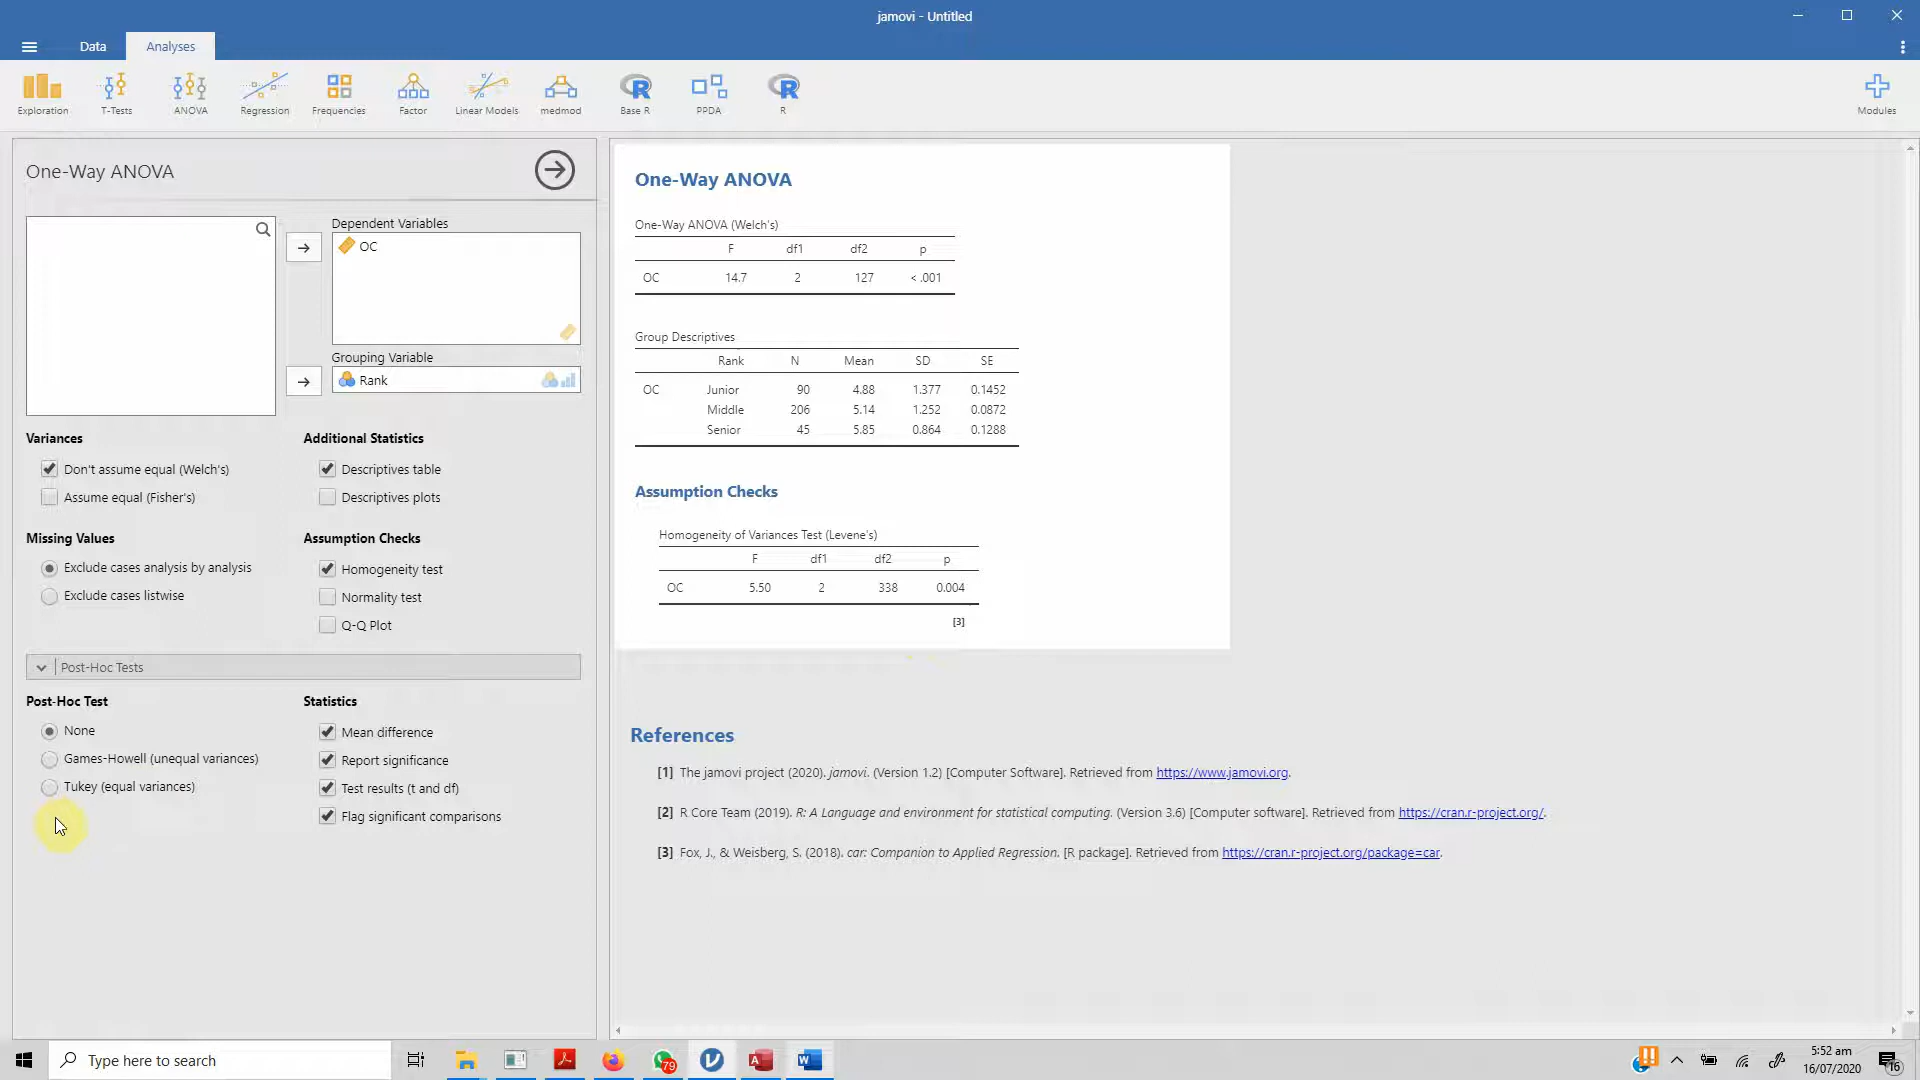 jamovi - Untitled
Data
Analyses
Exploration
T-Tests
ANOVA
Regression
Frequencies
Factor
Linear Models
medmod
Base R
PPDA
R
Modules
One-Way ANOVA
Dependent Variables
OC
Grouping Variable
Rank
Variances
Don't assume equal (Welch's)
Assume equal (Fisher's)
Additional Statistics
Descriptives table
Descriptives plots
Missing Values
Exclude cases analysis by analysis
Exclude cases listwise
Assumption Checks
Homogeneity test
Normality test
Q-Q Plot
Post-Hoc Tests
Post-Hoc Test
None
Games-Howell (unequal variances)
Tukey (equal variances)
Statistics
Mean difference
Report significance
Test results (t and df)
Flag significant comparisons
One-Way ANOVA
One-Way ANOVA (Welch's)
F df1 df2 p
OC 14.7 2 127 < .001
Group Descriptives
Rank N Mean SD SE
OC Junior 90 4.88 1.377 0.1452
Middle 206 5.14 1.252 0.0872
Senior 45 5.85 0.864 0.1288
Assumption Checks
Homogeneity of Variances Test (Levene's)
F df1 df2 p
OC 5.50 2 338 0.004
[3]
References
[1] The jamovi project (2020). jamovi. (Version 1.2) [Computer Software]. Retrieved from https://www.jamovi.org.
[2] R Core Team (2019). R: A Language and environment for statistical computing. (Version 3.6) [Computer software]. Retrieved from https://cran.r-project.org/.
[3] Fox, J., & Weisberg, S. (2018). car: Companion to Applied Regression. [R package]. Retrieved from https://cran.r-project.org/package=car.
Type here to search
79
5:52 am
16/07/2020
16